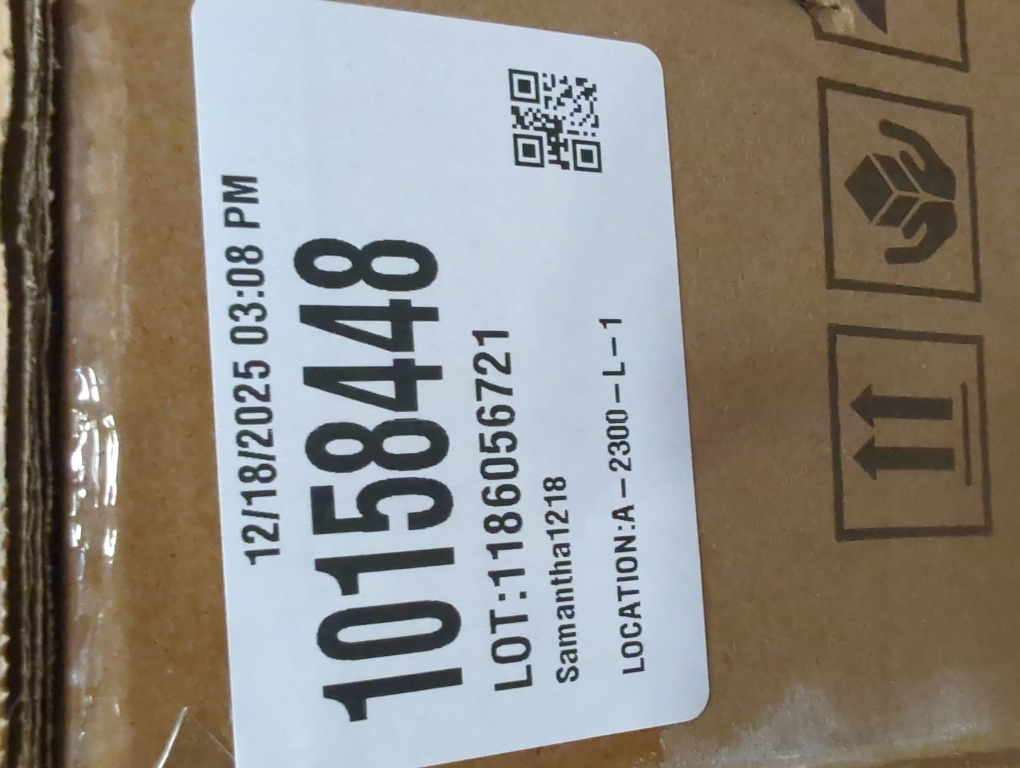 12/18/2025 03:08 PM
10158448
LOT:1186056721
Samantha1218
LOCATION:A-2300-L-1